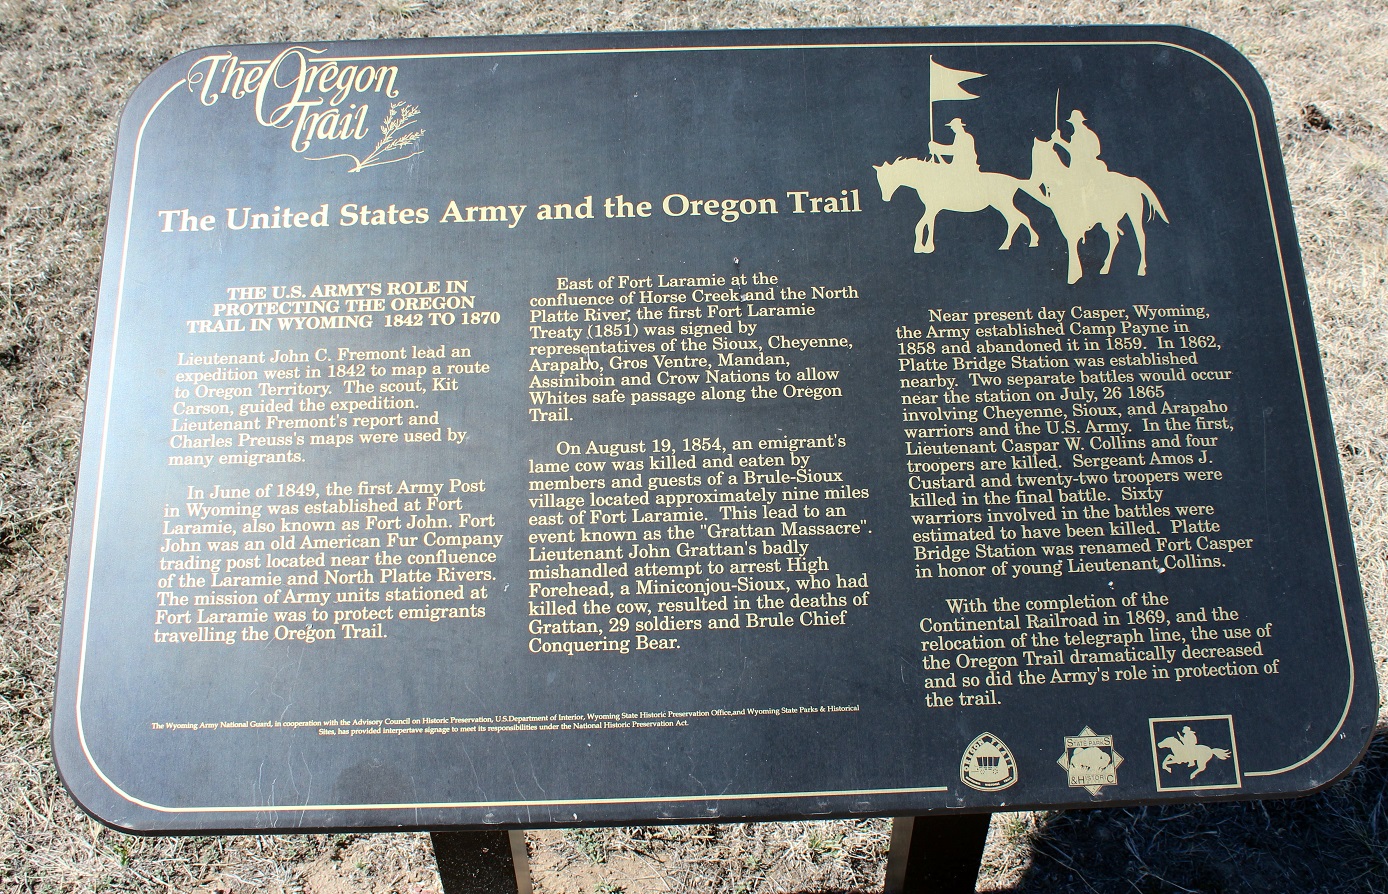 The Oregon
Trail
The United States Army and the Oregon Trail
THE U.S. ARMY'S ROLE IN
PROTECTING THE OREGON
TRAIL IN WYOMING 1842 TO 1870
Lieutenant John C. Fremont lead an
expedition west in 1842 to map a route
to Oregon Territory. The scout, Kit
Carson, guided the expedition.
Lieutenant Fremont's report and
Charles Preuss's maps were used by
many emigrants.
In June of 1849, the first Army Post
in Wyoming was established at Fort
Laramie, also known as Fort John. Fort
John was an old American Fur Company
trading post located near the confluence
of the Laramie and North Platte Rivers.
The mission of Army units stationed at
Fort Laramie was to protect emigrants
travelling the Oregon Trail.
East of Fort Laramie at the
confluence of Horse Creek and the North
Platte River, the first Fort Laramie
Treaty (1851) was signed by
representatives of the Sioux, Cheyenne,
Arapaho, Gros Ventre, Mandan,
Assiniboin and Crow Nations to allow
Whites safe passage along the Oregon
Trail.
On August 19, 1854, an emigrant's
lame cow was killed and eaten by
members and guests of a Brule-Sioux
village located approximately nine miles
east of Fort Laramie. This lead to an
event known as the "Grattan Massacre".
Lieutenant John Grattan's badly
mishandled attempt to arrest High
Forehead, a Miniconjou-Sioux, who had
killed the cow, resulted in the deaths of
Grattan, 29 soldiers and Brule Chief
Conquering Bear.
Near present day Casper, Wyoming,
the Army established Camp Payne in
1858 and abandoned it in 1859. In 1862,
Platte Bridge Station was established
nearby. Two separate battles would occur
near the station on July, 26 1865
involving Cheyenne, Sioux, and Arapaho
warriors and the U.S. Army. In the first,
Lieutenant Caspar W. Collins and four
troopers are killed. Sergeant Amos J.
Custard and twenty-two troopers were
killed in the final battle. Sixty
warriors involved in the battles were
estimated to have been killed. Platte
Bridge Station was renamed Fort Casper
in honor of young Lieutenant Collins.
With the completion of the
Continental Railroad in 1869, and the
relocation of the telegraph line, the use of
the Oregon Trail dramatically decreased
and so did the Army's role in protection of
the trail.
The Wyoming Army National Guard, in cooperation with the Advisory Council on Historic Preservation, U.S.Department of Interior, Wyoming State Historic Preservation Office,and Wyoming State Parks & Historical
Sites, has provided interpertave signage to meet its responsibilities under the National Historic Preservation Act.
STATE PARKS
& HISTORIC